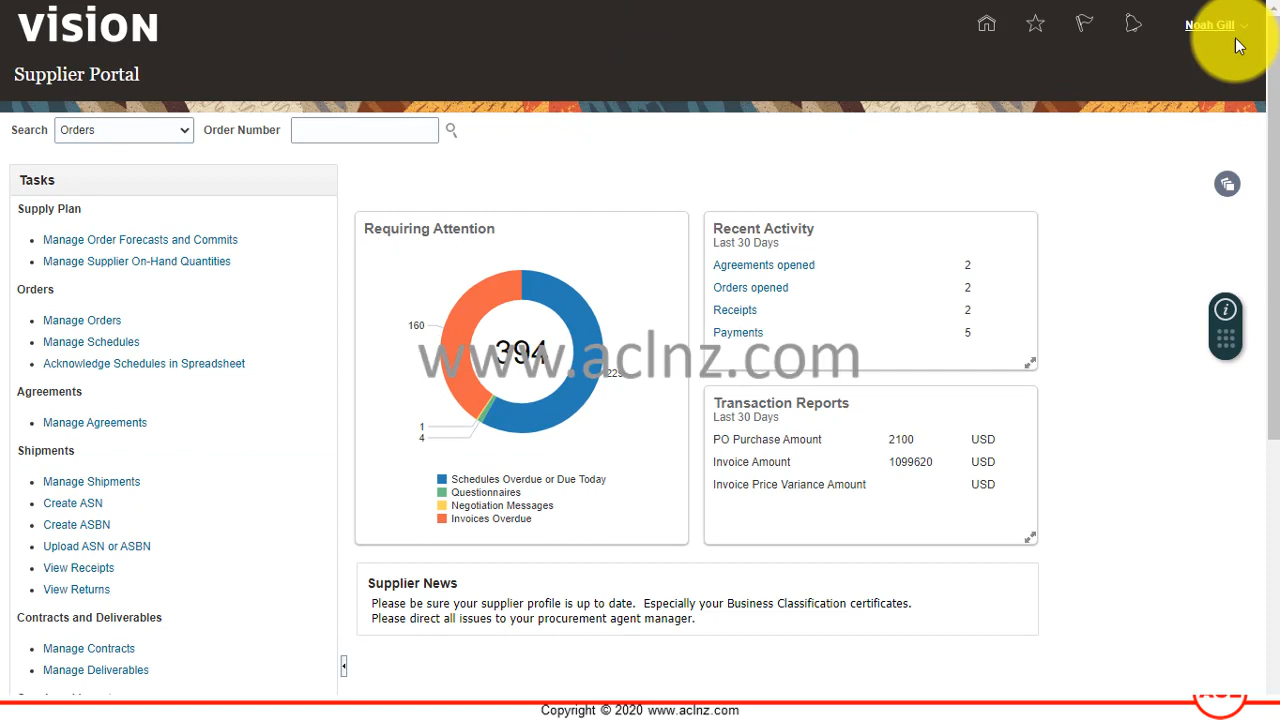 vision
Noah Gill
Supplier Portal
Search Orders Order Number
Tasks
Supply Plan
Manage Order Forecasts and Commits
Manage Supplier On-Hand Quantities
Orders
Manage Orders
Manage Schedules
Acknowledge Schedules in Spreadsheet
Agreements
Manage Agreements
Shipments
Manage Shipments
Create ASN
Create ASBN
Upload ASN or ASBN
View Receipts
View Returns
Contracts and Deliverables
Manage Contracts
Manage Deliverables
Requiring Attention
160
394
1
4
Schedules Overdue or Due Today
Questionnaires
Negotiation Messages
Invoices Overdue
Recent Activity
Last 30 Days
Agreements opened 2
Orders opened 2
Receipts 2
Payments 5
Transaction Reports
Last 30 Days
PO Purchase Amount 2100 USD
Invoice Amount 1099620 USD
Invoice Price Variance Amount USD
www.aclnz.com
Supplier News
Please be sure your supplier profile is up to date. Especially your Business Classification certificates.
Please direct all issues to your procurement agent manager.
Copyright © 2020 www.aclnz.com